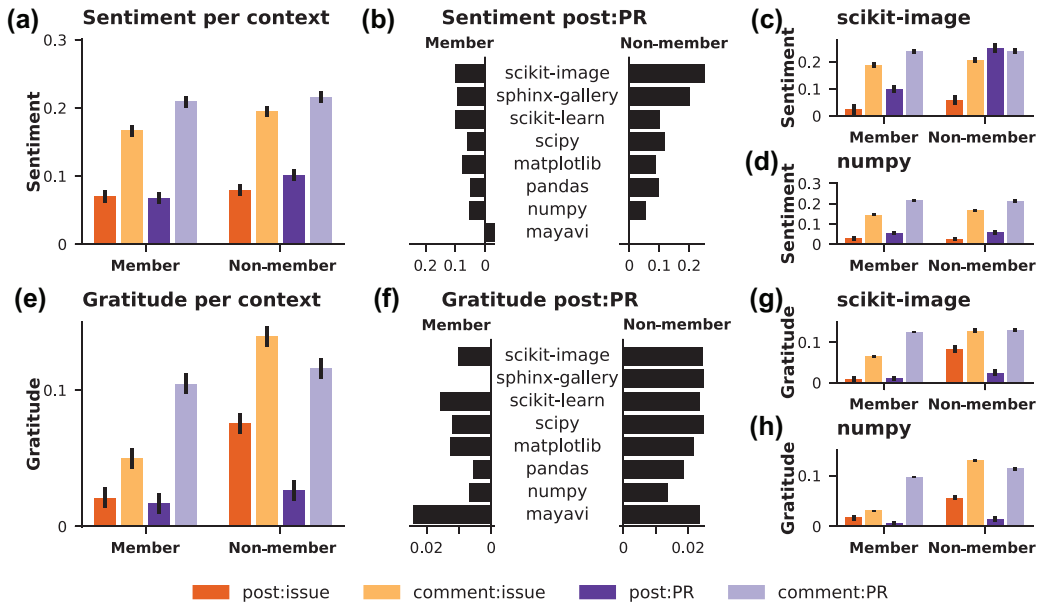 (a) Sentiment per context
0.3
0.2
0.1
0
Sentiment
Member Non-member
(b) Sentiment post:PR
Member Non-member
scikit-image
sphinx-gallery
scikit-learn
scipy
matplotlib
pandas
numpy
mayavi
0.2 0.1 0 0 0.1 0.2
(c) scikit-image
0.2
0
Sentiment
Member Non-member
(d) numpy
0.3
0.2
0.1
0
Sentiment
Member Non-member
(e) Gratitude per context
0.1
0
Gratitude
Member Non-member
(f) Gratitude post:PR
Member Non-member
scikit-image
sphinx-gallery
scikit-learn
scipy
matplotlib
pandas
numpy
mayavi
0.02 0 0 0.02
(g) scikit-image
0.1
0
Gratitude
Member Non-member
(h) numpy
0.1
0
Gratitude
Member Non-member
post:issue comment:issue post:PR comment:PR